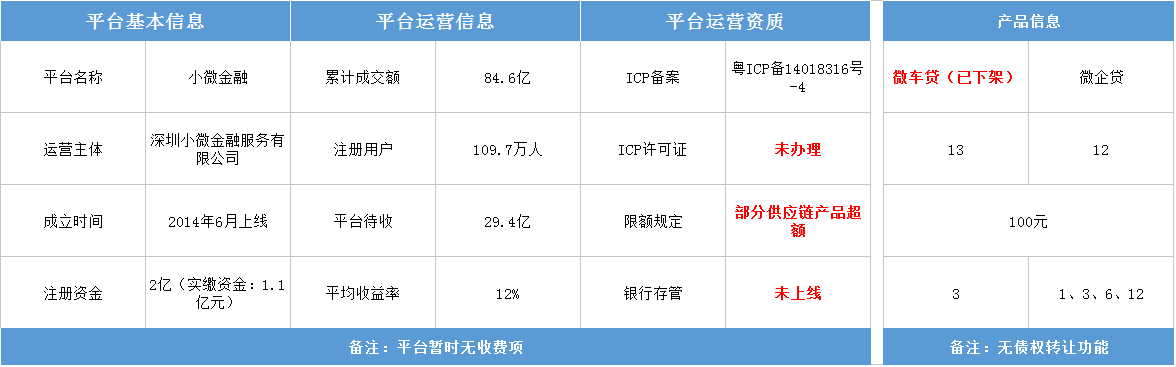 平台基本信息 平台运营信息 平台运营资质 产品信息
平台名称 小微金融 累计成交额 84.6亿 ICP备案 粤ICP备14018316号
-4 微车贷（已下架） 微企贷
运营主体 深圳小微金融服务有
限公司 注册用户 109.7万人 ICP许可证 未办理 13 12
成立时间 2014年6月上线 平台待收 29.4亿 限额规定 部分供应链产品超
额 100元
注册资金 2亿（实缴资金：1.1
亿元） 平均收益率 12% 银行存管 未上线 3 1、3、6、12
备注：平台暂时无收费项 备注：无债权转让功能